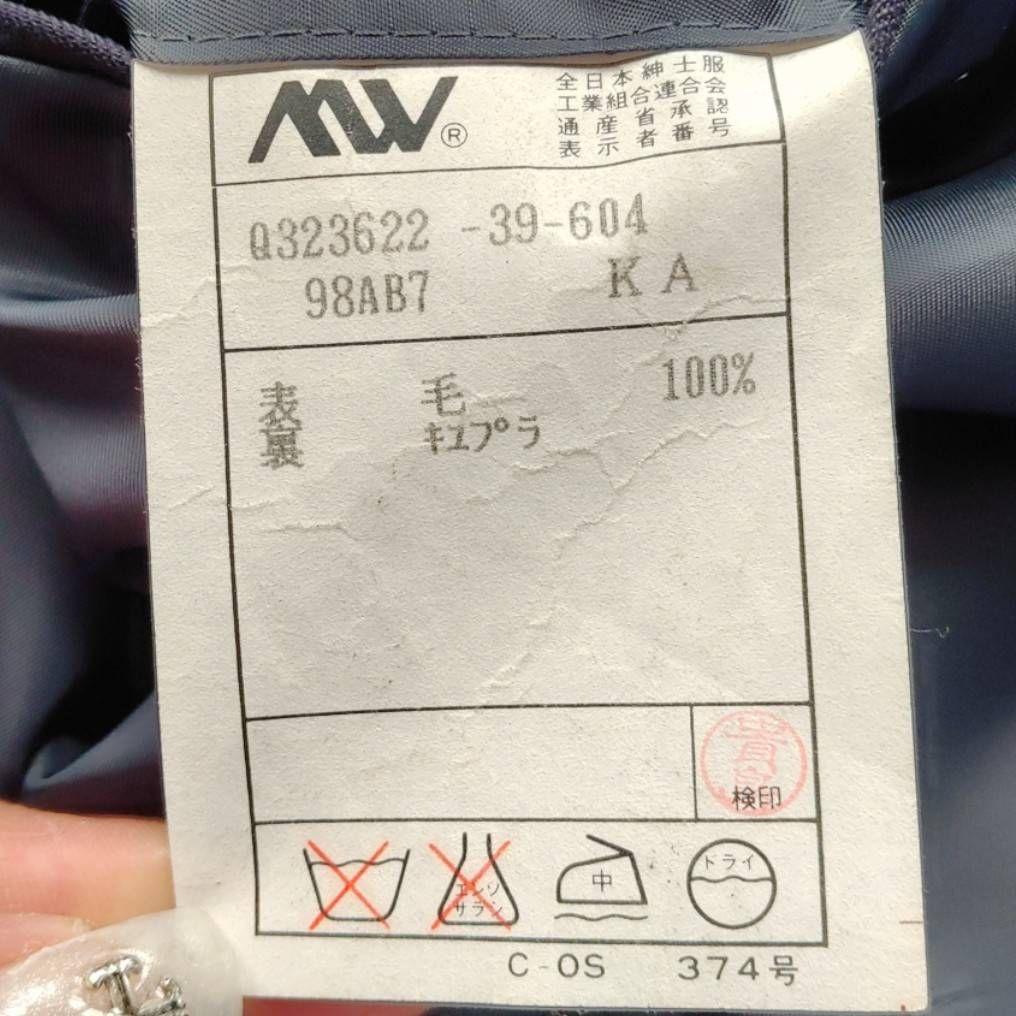 MW®
全日本紳士服
工業組合連合会
通産省承認
表示者番号
Q323622 -39-604
98AB7 KA
表 毛 100%
裏 キュプラ
検印
エンソ
サラシ
中
ドライ
C-OS 374号